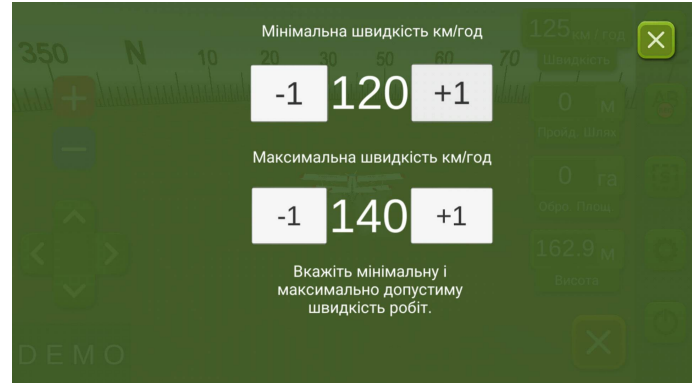 Мінімальна швидкість км/год
-1 120 +1
Максимальна швидкість км/год
-1 140 +1
Вкажіть мінімальну і
максимально допустиму
швидкість робіт.
350 N 10 20 30 50 60 70
125 км / год
Швидкість
0 м
Пройд. Шлях
0 га
Обро. Площ.
162.9 м
Висота
AB
DEMO